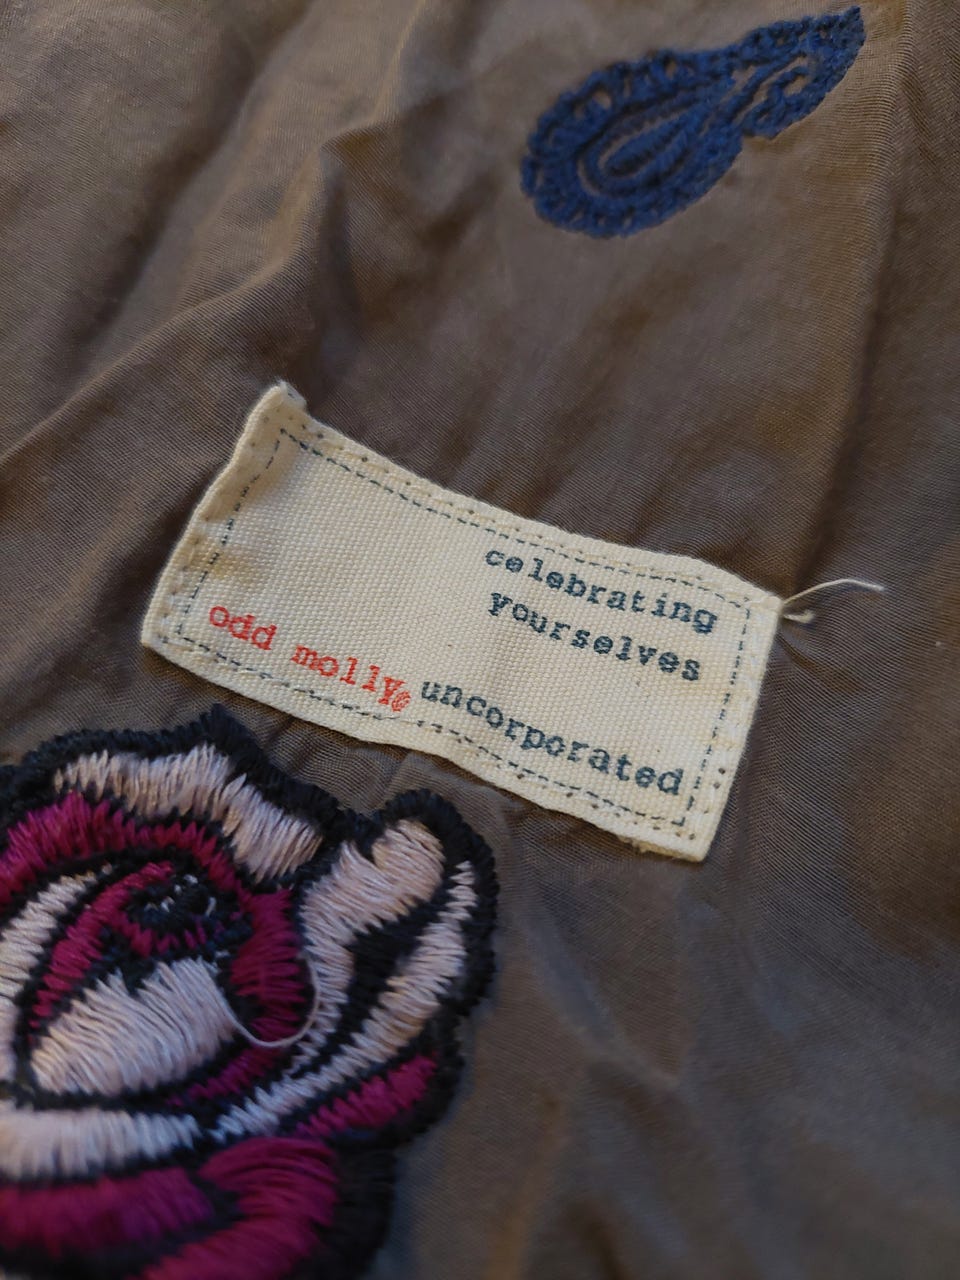 celebrating
yourselves
odd molly® uncorporated